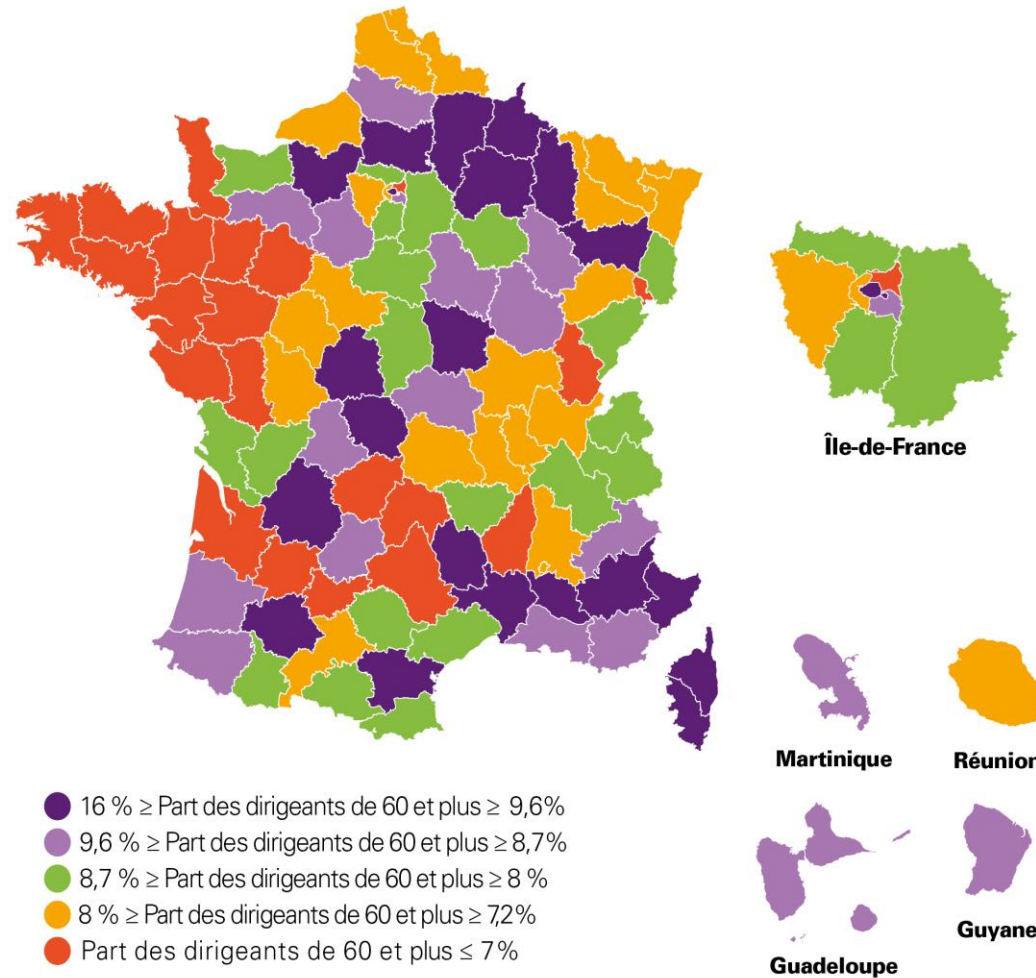 Île-de-France
Martinique
Réunion
16 % ≥ Part des dirigeants de 60 et plus ≥ 9,6%
9,6 % ≥ Part des dirigeants de 60 et plus ≥ 8,7%
8,7 % ≥ Part des dirigeants de 60 et plus ≥ 8 %
8 % ≥ Part des dirigeants de 60 et plus ≥ 7,2%
Part des dirigeants de 60 et plus ≤ 7%
Guadeloupe
Guyane